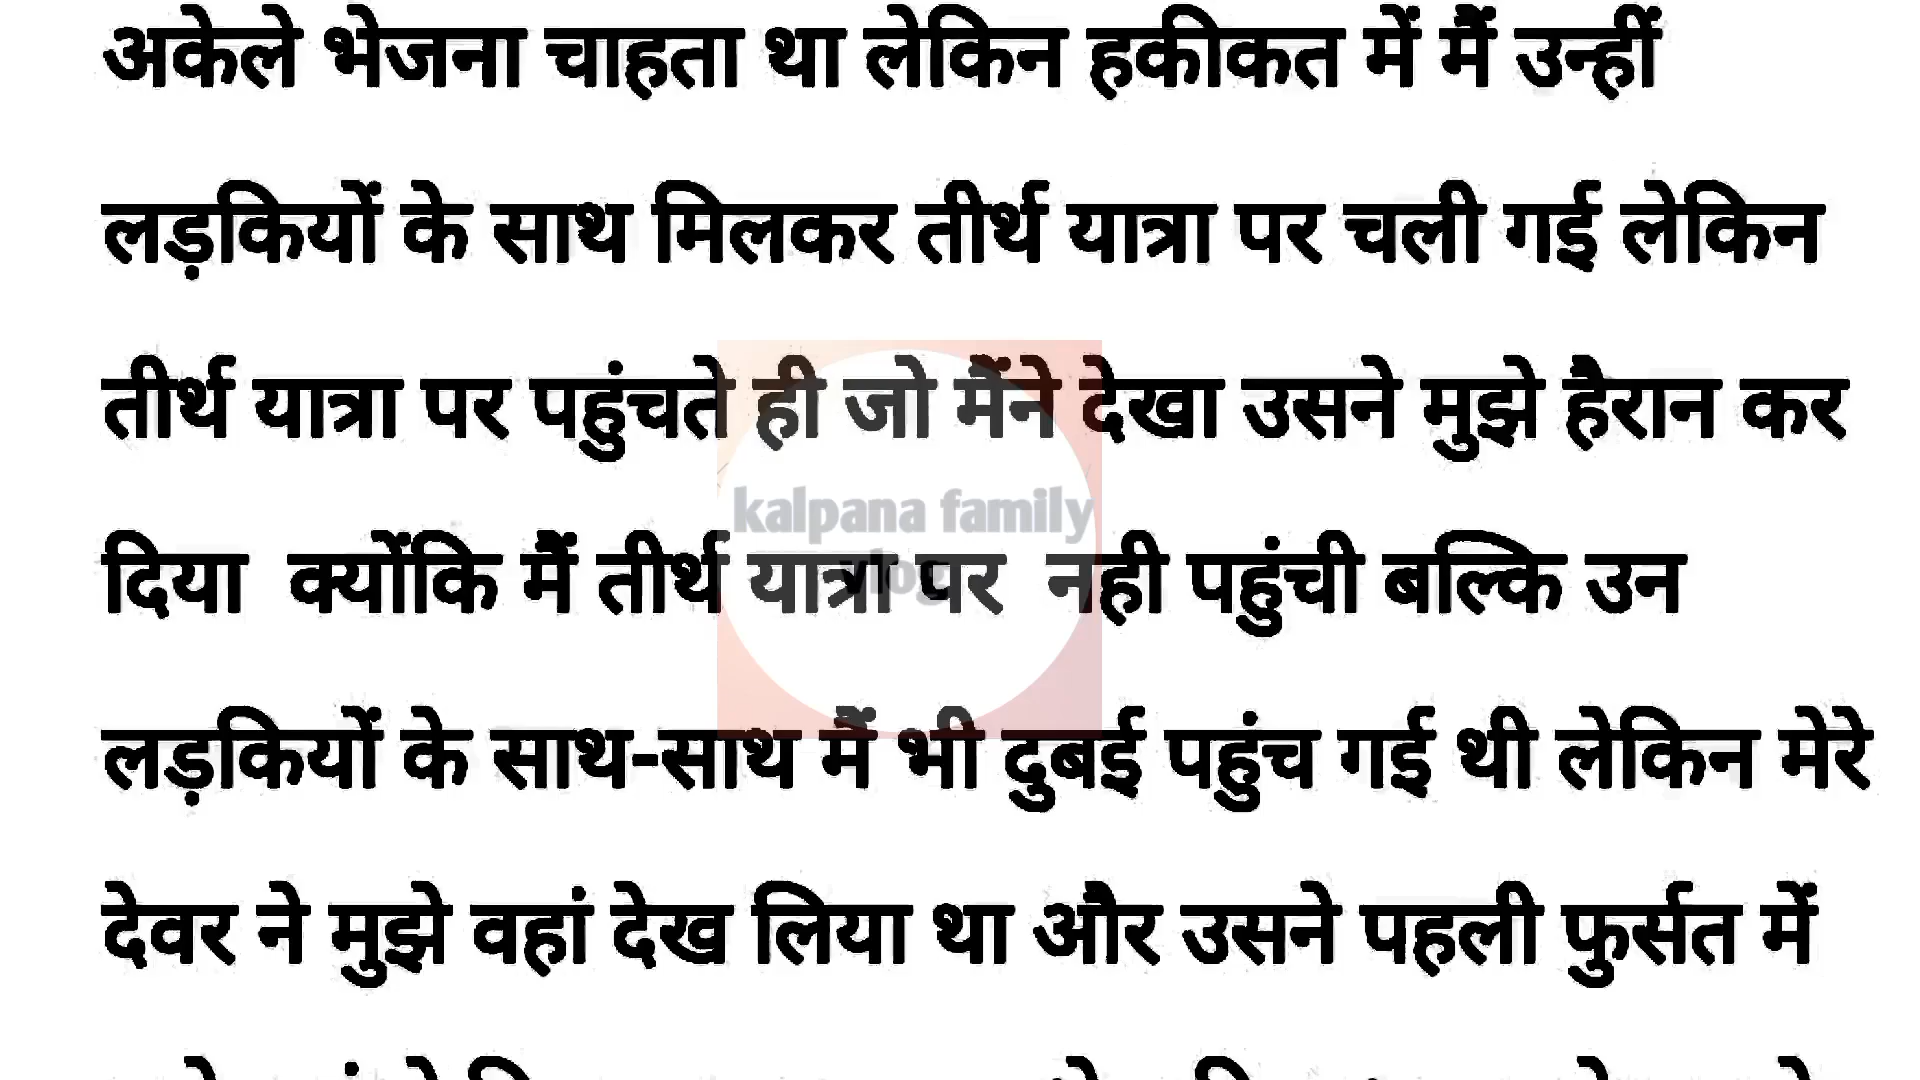 अकेले भेजना चाहता था लेकिन हकीकत में मैं उन्हीं
लड़कियों के साथ मिलकर तीर्थ यात्रा पर चली गई लेकिन
तीर्थ यात्रा पर पहुंचते ही जो मैंने देखा उसने मुझे हैरान कर
kalpana family
दिया क्योंकि मैं तीर्थ यात्रा पर नही पहुंची बल्कि उन
vlog
लड़कियों के साथ-साथ मैं भी दुबई पहुंच गई थी लेकिन मेरे
देवर ने मुझे वहां देख लिया था और उसने पहली फुर्सत में